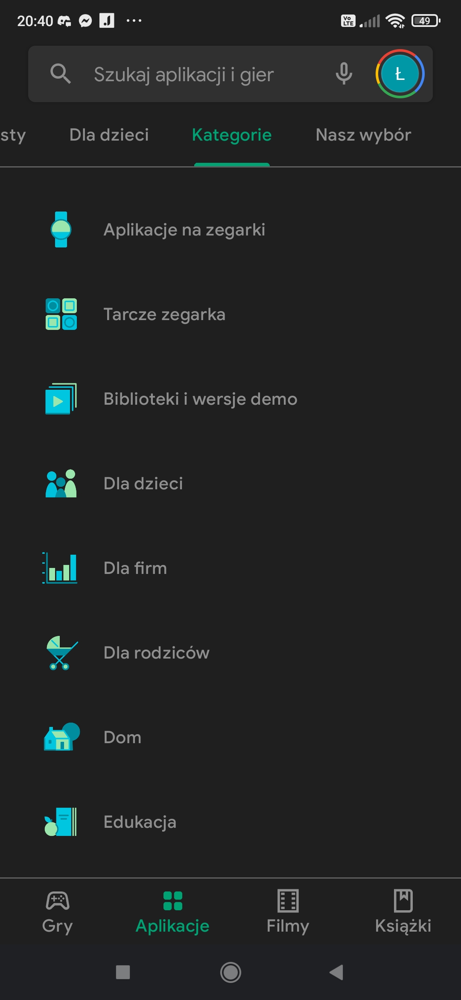 20:40
Vo LTE
49
Szukaj aplikacji i gier
Ł
sty Dla dzieci Kategorie Nasz wybór
Aplikacje na zegarki
Tarcze zegarka
Biblioteki i wersje demo
Dla dzieci
Dla firm
Dla rodziców
Dom
Edukacja
Gry Aplikacje Filmy Książki